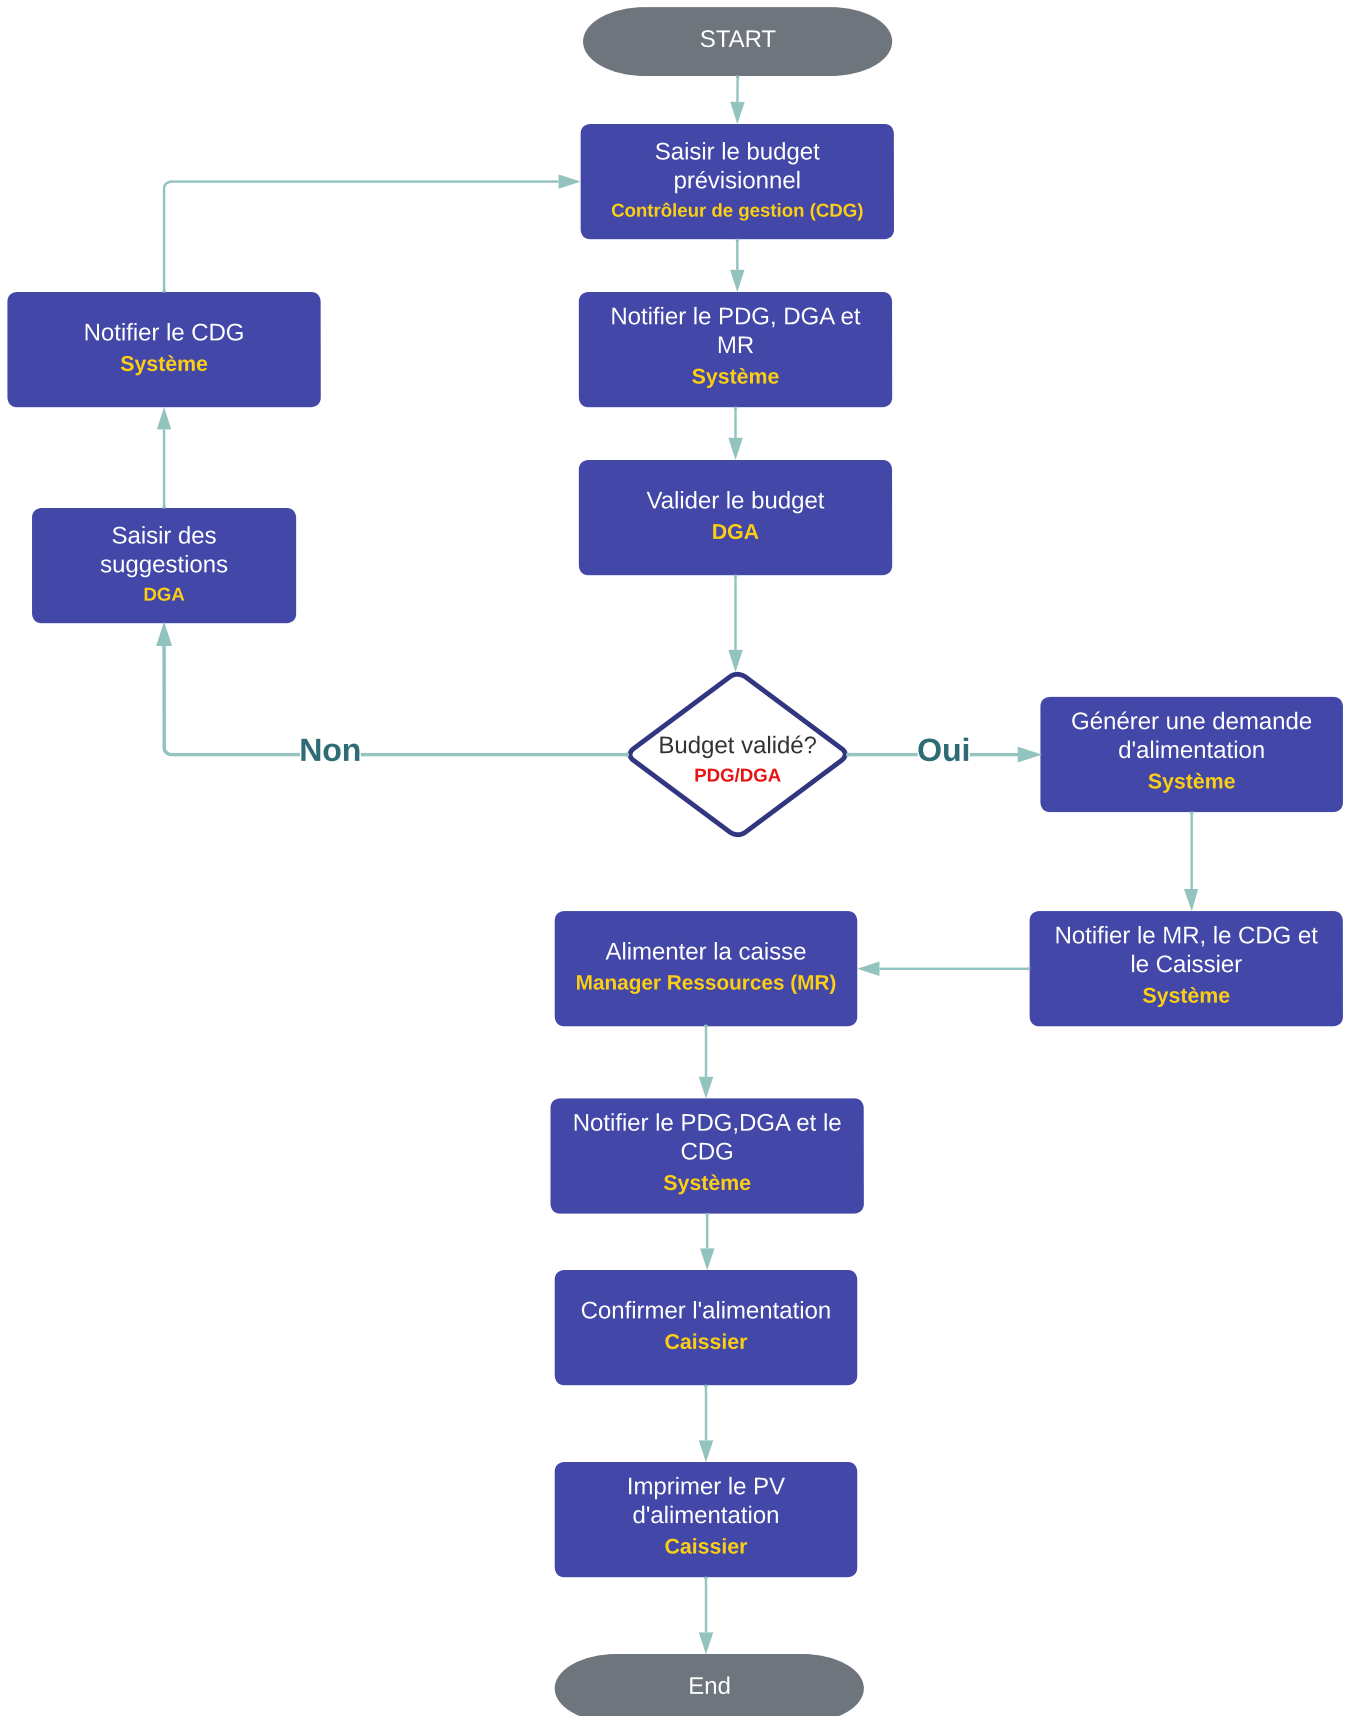 START
Saisir le budget
prévisionnel
Contrôleur de gestion (CDG)
Notifier le PDG, DGA et
MR
Système
Valider le budget
DGA
Budget validé?
PDG/DGA
Non
Saisir des
suggestions
DGA
Notifier le CDG
Système
Oui
Générer une demande
d'alimentation
Système
Notifier le MR, le CDG et
le Caissier
Système
Alimenter la caisse
Manager Ressources (MR)
Notifier le PDG,DGA et le
CDG
Système
Confirmer l'alimentation
Caissier
Imprimer le PV
d'alimentation
Caissier
End